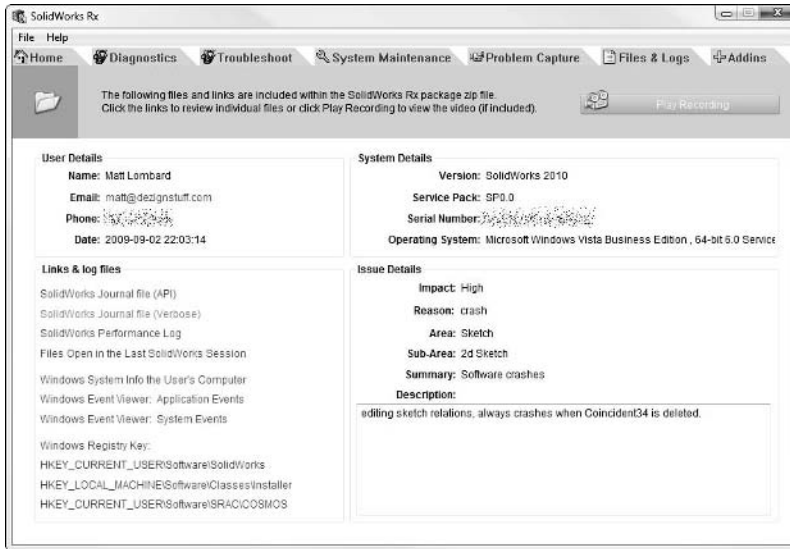 SolidWorks Rx
File Help
Home Diagnostics Troubleshoot System Maintenance Problem Capture Files & Logs Addins
The following files and links are included within the SolidWorks Rx package zip file.
Click the links to review individual files or click Play Recording to view the video (if included).
Play Recording
User Details
Name: Matt Lombard
Email: matt@dezignstuff.com
Phone:
Date: 2009-09-02 22:03:14
System Details
Version: SolidWorks 2010
Service Pack: SP0.0
Serial Number:
Operating System: Microsoft Windows Vista Business Edition , 64-bit 6.0 Service
Links & log files
SolidWorks Journal file (API)
SolidWorks Journal file (Verbose)
SolidWorks Performance Log
Files Open in the Last SolidWorks Session
Windows System Info the User's Computer
Windows Event Viewer: Application Events
Windows Event Viewer: System Events
Windows Registry Key:
HKEY_CURRENT_USER\Software\SolidWorks
HKEY_LOCAL_MACHINE\Software\Classes\Installer
HKEY_CURRENT_USER\Software\SRAC\COSMOS
Issue Details
Impact: High
Reason: crash
Area: Sketch
Sub-Area: 2d Sketch
Summary: Software crashes
Description:
editing sketch relations, always crashes when Coincident34 is deleted.